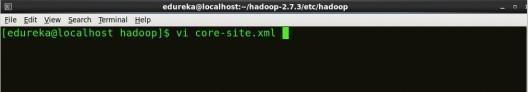 edureka@localhost:~/hadoop-2.7.3/etc/hadoop
File Edit View Search Terminal Help
[edureka@localhost hadoop]$ vi core-site.xml